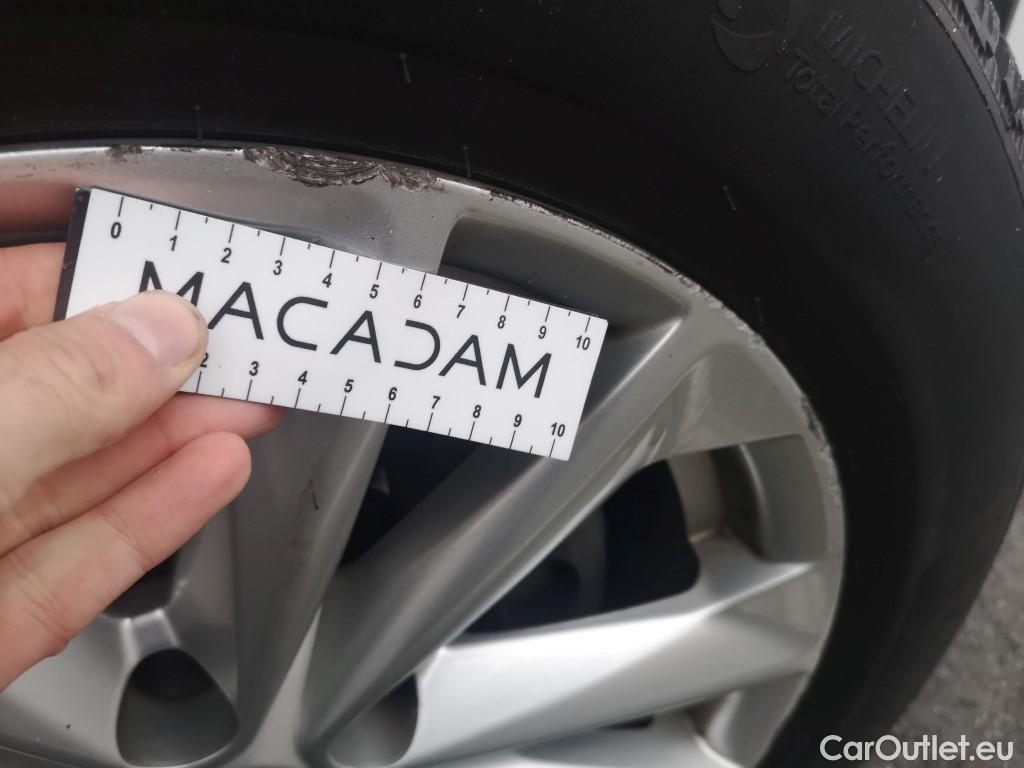 MICHELIN
Total Performance
0 1 2 3 4 5 6 7 8 9 10
MACADAM
2 3 4 5 6 7 8 9 10
CarOutlet.eu